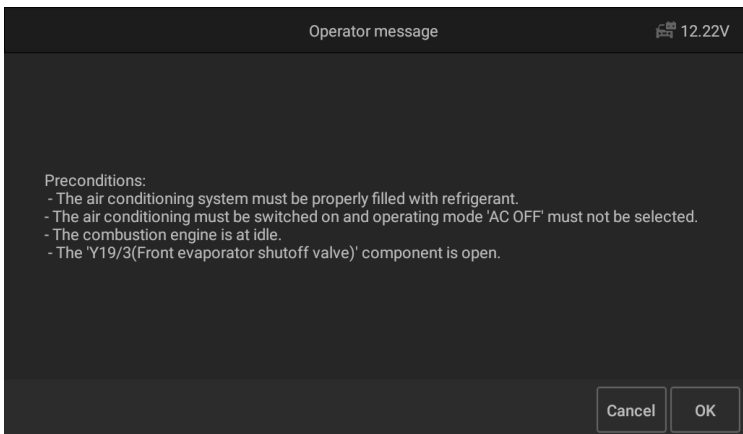 Operator message
12.22V
Preconditions:
- The air conditioning system must be properly filled with refrigerant.
- The air conditioning must be switched on and operating mode 'AC OFF' must not be selected.
- The combustion engine is at idle.
- The 'Y19/3(Front evaporator shutoff valve)' component is open.
Cancel
OK